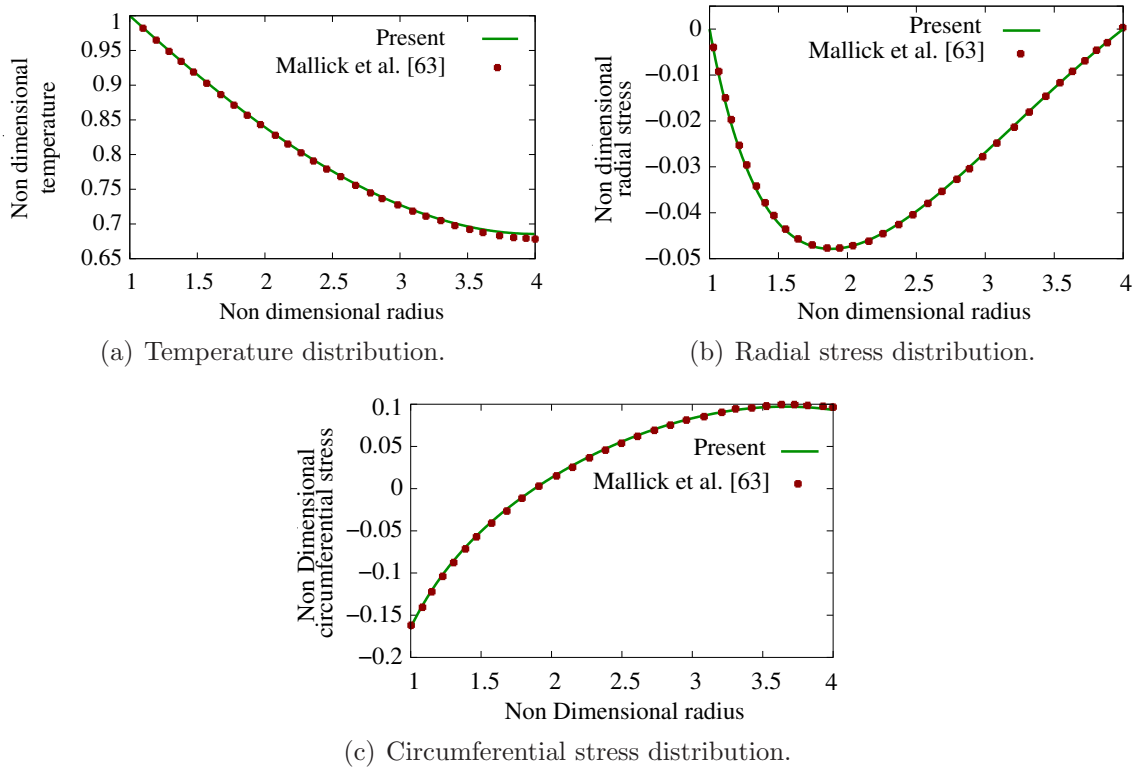 1
0.95
0.9
0.85
0.8
0.75
0.7
0.65
Non dimensional
temperature
Present
Mallick et al. [63]
1 1.5 2 2.5 3 3.5 4
Non dimensional radius
(a) Temperature distribution.
0
−0.01
−0.02
−0.03
−0.04
−0.05
Non dimensional
radial stress
Present
Mallick et al. [63]
1 1.5 2 2.5 3 3.5 4
Non dimensional radius
(b) Radial stress distribution.
0.1
0.05
0
−0.05
−0.1
−0.15
−0.2
Non Dimensional
circumferential stress
Present
Mallick et al. [63]
1 1.5 2 2.5 3 3.5 4
Non Dimensional radius
(c) Circumferential stress distribution.